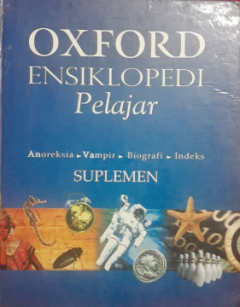 OXFORD
ENSIKLOPEDI
Pelajar
Anoreksia ► Vampir ► Biografi ► Indeks
SUPLEMEN